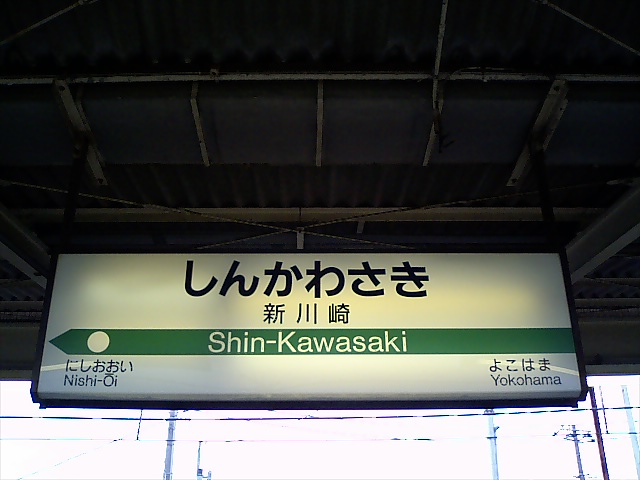 しんかわさき
新川崎
Shin-Kawasaki
にしおおい
Nishi-Ōi
よこはま
Yokohama